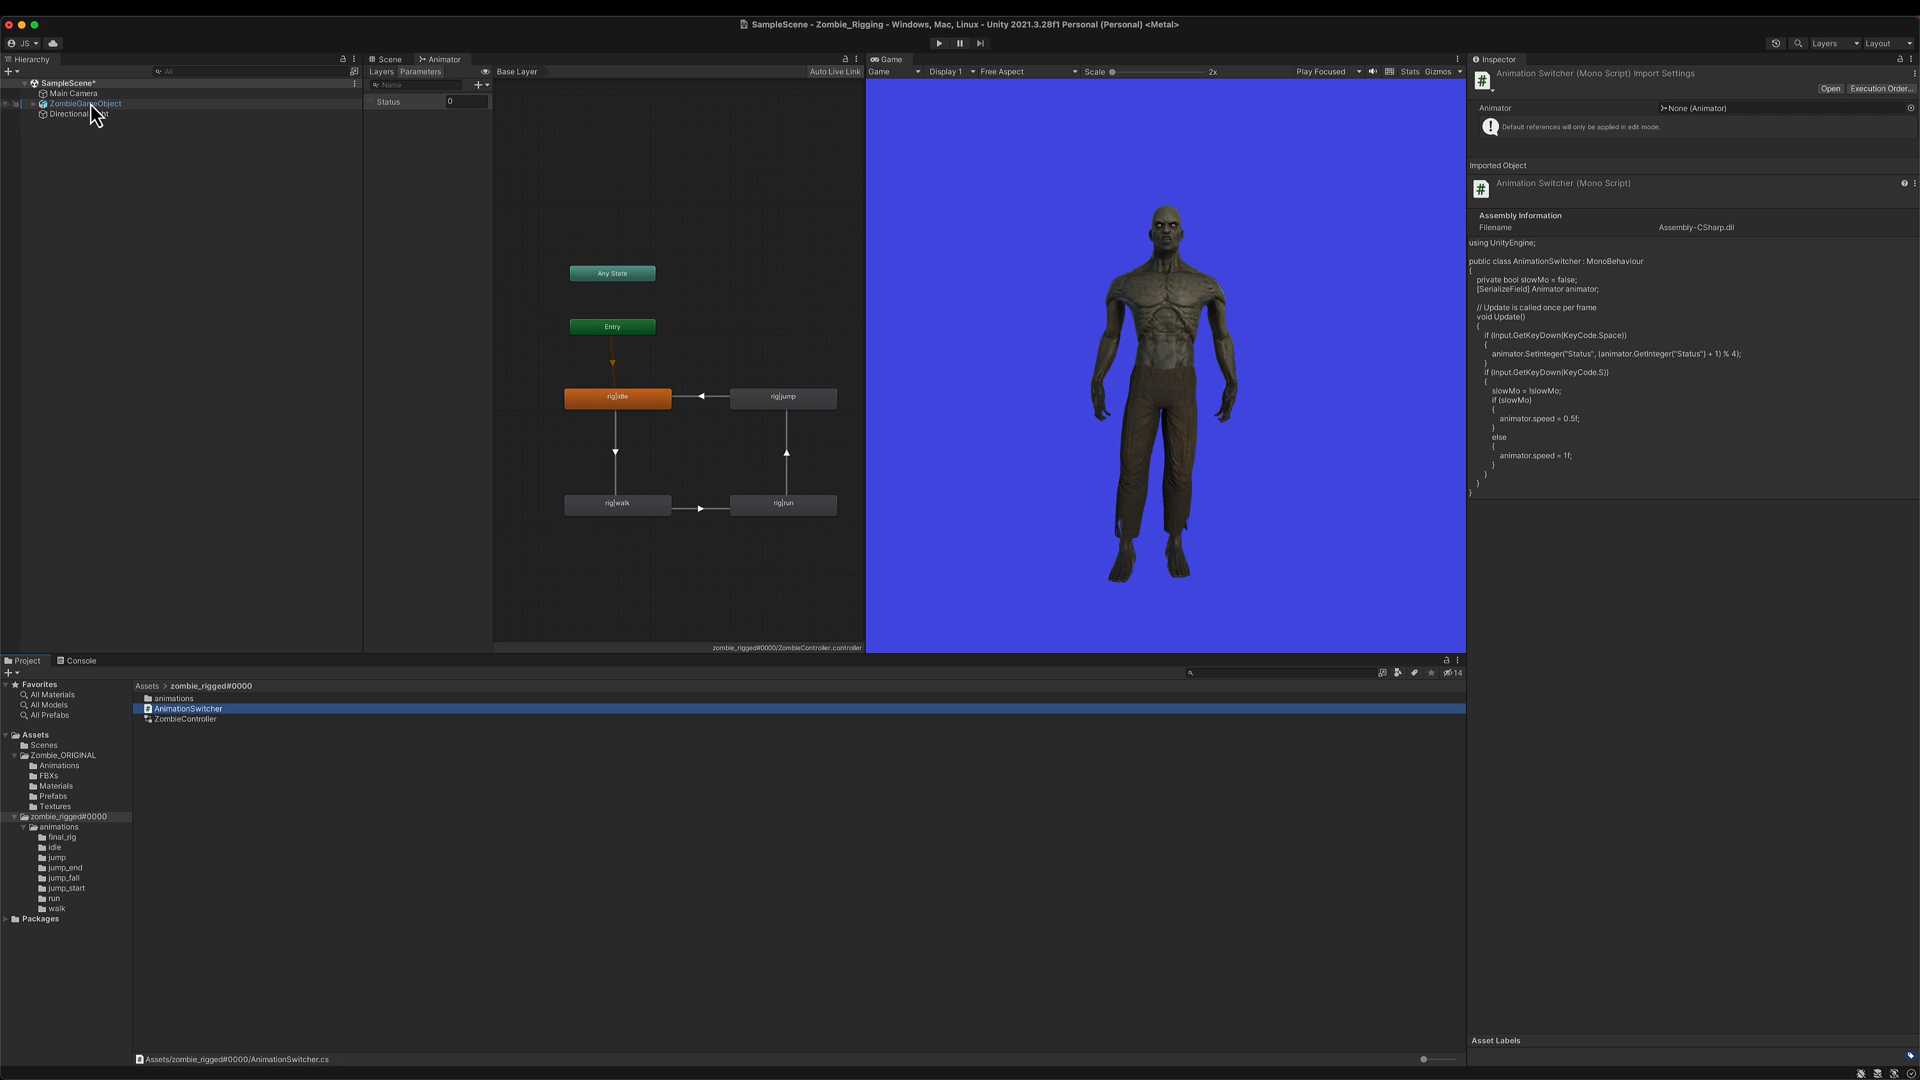 SampleScene - Zombie_Rigging - Windows, Mac, Linux - Unity 2021.3.28f1 Personal (Personal) <Metal>
JS
Layers
Layout
Hierarchy
All
SampleScene*
Main Camera
ZombieGameObject
Directional
Scene
Animator
Layers
Parameters
Base Layer
Auto Live Link
Name
Status
0
Any State
Entry
rig|idle
rig|jump
rig|walk
rig|run
zombie_rigged#0000/ZombieController.controller
Game
Game
Display 1
Free Aspect
Scale
2x
Play Focused
Stats
Gizmos
Inspector
Animation Switcher (Mono Script) Import Settings
Open
Execution Order...
Animator
None (Animator)
Default references will only be applied in edit mode.
Imported Object
Animation Switcher (Mono Script)
Assembly Information
Filename
Assembly-CSharp.dll
using UnityEngine;
public class AnimationSwitcher : MonoBehaviour
{
private bool slowMo = false;
[SerializeField] Animator animator;
// Update is called once per frame
void Update()
{
if (Input.GetKeyDown(KeyCode.Space))
{
animator.SetInteger("Status", (animator.GetInteger("Status") + 1) % 4);
}
if (Input.GetKeyDown(KeyCode.S))
{
slowMo = !slowMo;
if (slowMo)
{
animator.speed = 0.5f;
}
else
{
animator.speed = 1f;
}
}
}
}
Asset Labels
Project
Console
14
Favorites
All Materials
All Models
All Prefabs
Assets
Scenes
Zombie_ORIGINAL
Animations
FBXs
Materials
Prefabs
Textures
zombie_rigged#0000
animations
final_rig
idle
jump
jump_end
jump_fall
jump_start
run
walk
Packages
Assets > zombie_rigged#0000
animations
AnimationSwitcher
ZombieController
Assets/zombie_rigged#0000/AnimationSwitcher.cs